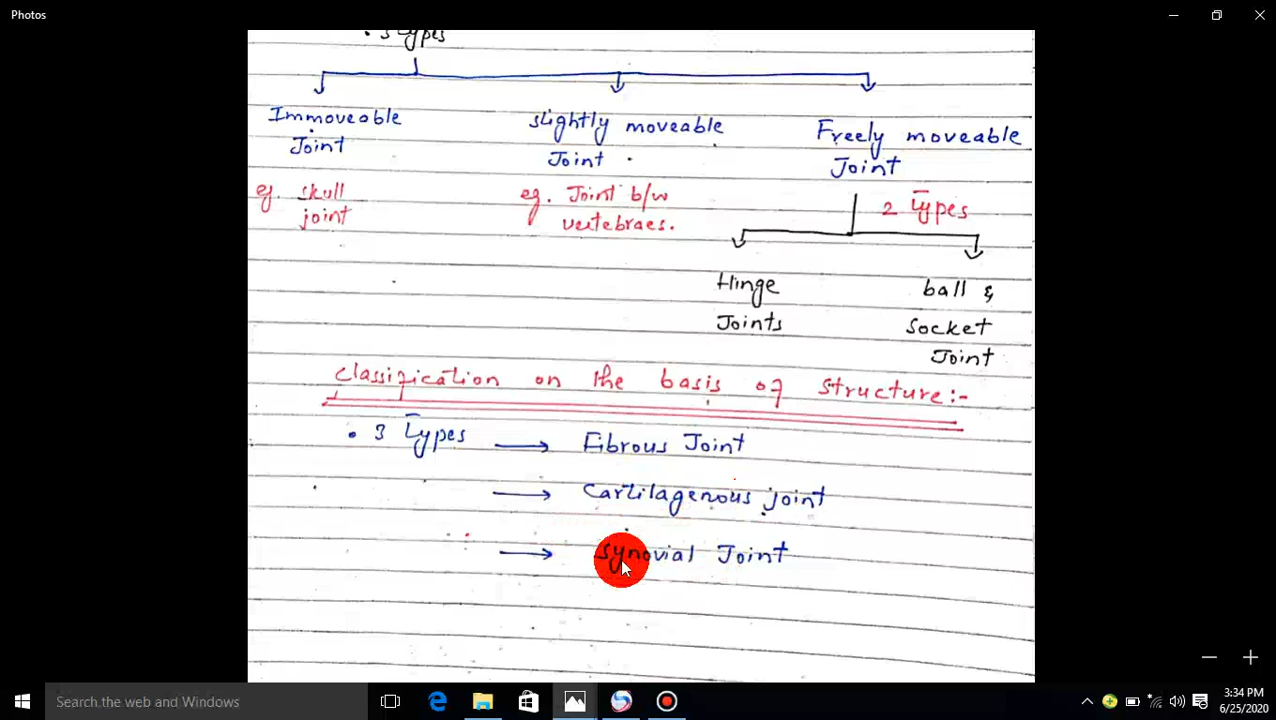 Photos
. 3 Types
Immoveable slightly moveable Freely moveable
Joint Joint Joint
eg. skull eg. Joint b/w 2 Types
joint vertebraes.
Hinge ball &
Joints Socket
Joint
Classification on the basis of structure:-
. 3 Types → Fibrous Joint
→ Cartilagenous joint
→ Synovial Joint
Search the web and Windows
3:34 PM
6/25/2020